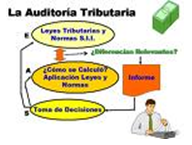 La Auditoría Tributaria
E
Leyes Tributarias y
Normas S.I.I.
¿Diferencias Relevantes?
A
¿Cómo se Calculó?
Aplicación Leyes y
Normas
Informe
S
Toma de Decisiones